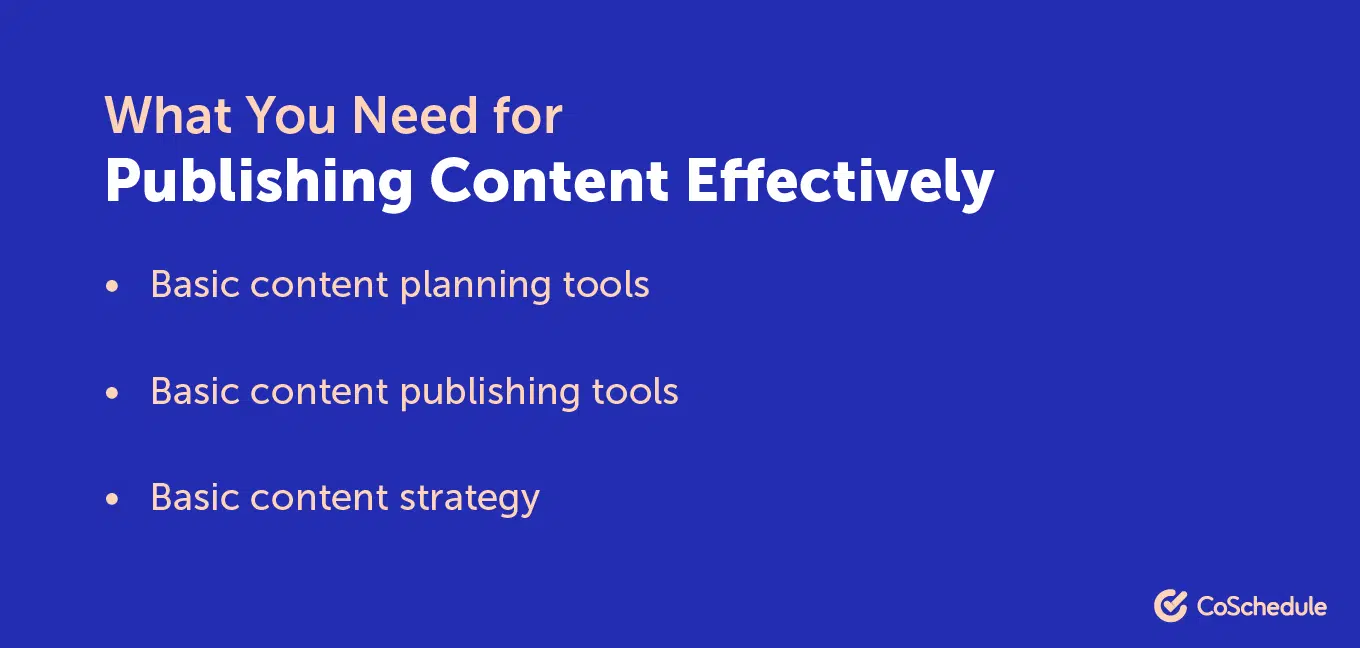 What You Need for
Publishing Content Effectively
• Basic content planning tools
• Basic content publishing tools
• Basic content strategy
CoSchedule